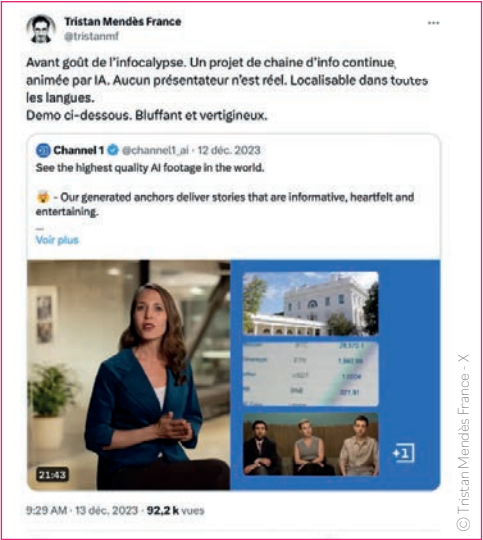 Tristan Mendès France
@tristanmf
Avant goût de l'infocalypse. Un projet de chaine d'info continue,
animée par IA. Aucun présentateur n'est réel. Localisable dans toutes
les langues.
Demo ci-dessous. Bluffant et vertigineux.
Channel 1 @channel1_ai · 12 déc. 2023
See the highest quality AI footage in the world.
🤯 - Our generated anchors deliver stories that are informative, heartfelt and
entertaining.
...
Voir plus
+1
21:43
9:29 AM · 13 déc. 2023 · 92,2 k vues
© Tristan Mendès France - X